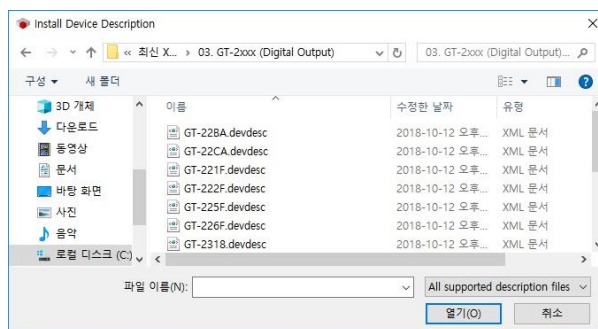 Install Device Description
« 최신 X... › 03. GT-2xxx (Digital Output)
03. GT-2xxx (Digital Output)...
구성 새 폴더
3D 개체
다운로드
동영상
문서
바탕 화면
사진
음악
로컬 디스크 (C:)
이름 수정한 날짜 유형
GT-22BA.devdesc 2018-10-12 오후... XML 문서
GT-22CA.devdesc 2018-10-12 오후... XML 문서
GT-221F.devdesc 2018-10-12 오후... XML 문서
GT-222F.devdesc 2018-10-12 오후... XML 문서
GT-225F.devdesc 2018-10-12 오후... XML 문서
GT-226F.devdesc 2018-10-12 오후... XML 문서
GT-2318.devdesc 2018-10-12 오후... XML 문서
파일 이름(N):
All supported description files
열기(O) 취소